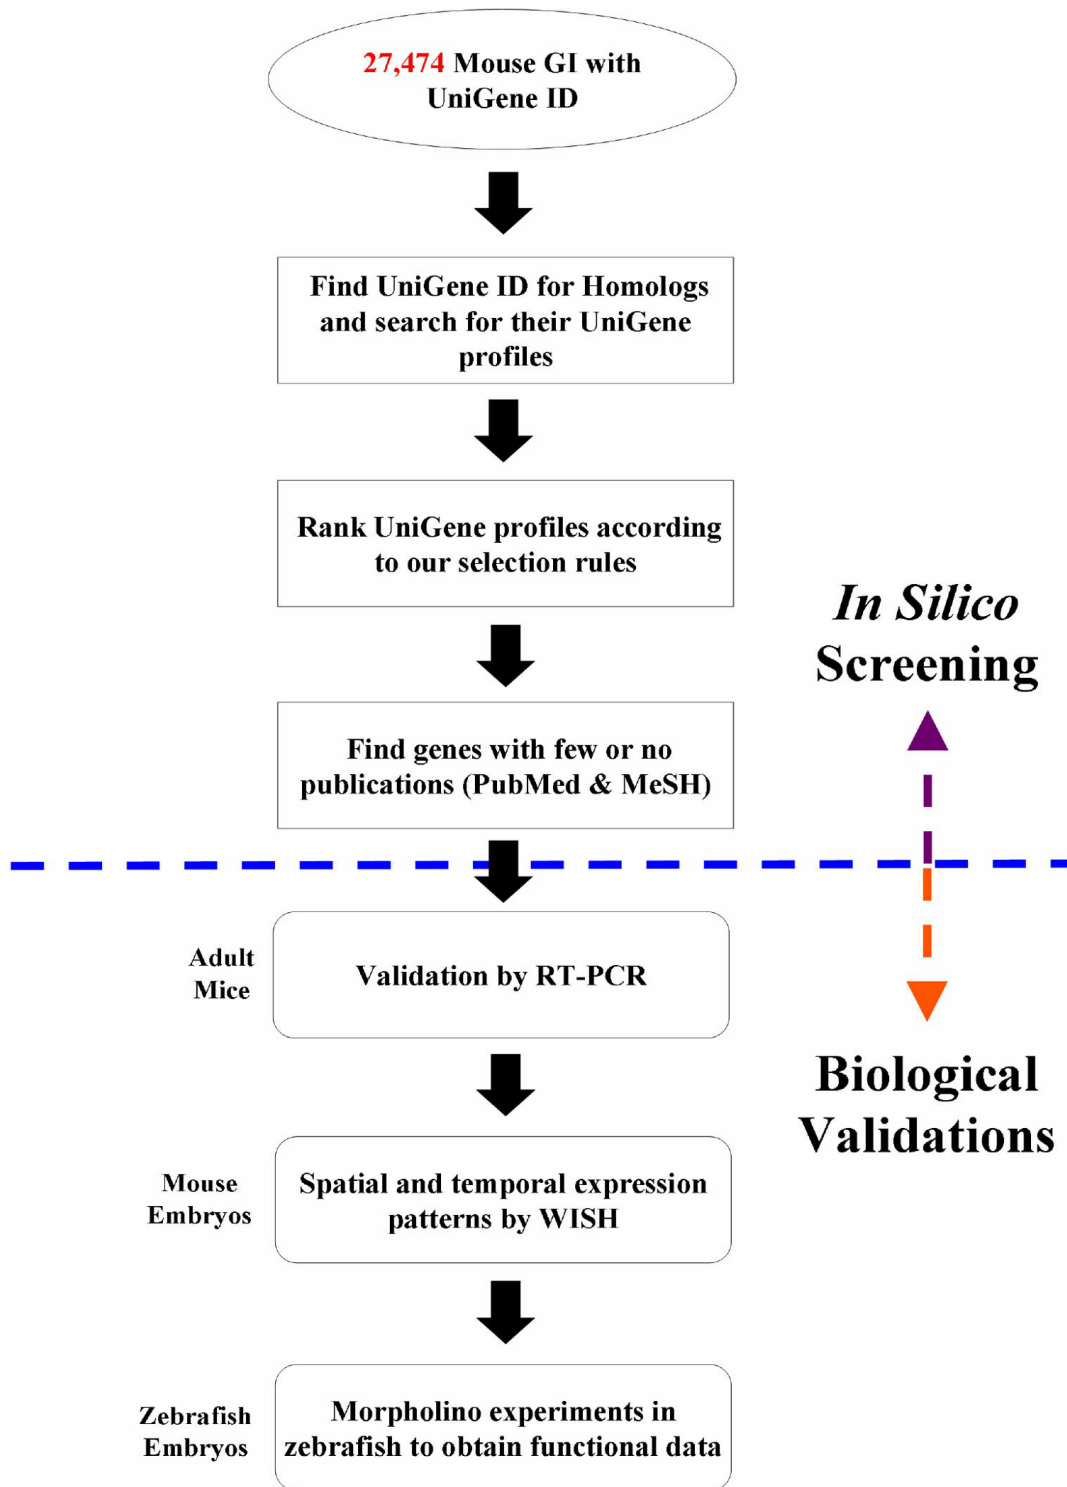 27,474 Mouse GI with
UniGene ID
Find UniGene ID for Homologs
and search for their UniGene
profiles
Rank UniGene profiles according
to our selection rules
In Silico
Screening
Find genes with few or no
publications (PubMed & MeSH)
Adult
Mice
Validation by RT-PCR
Biological
Validations
Mouse
Embryos
Spatial and temporal expression
patterns by WISH
Zebrafish
Embryos
Morpholino experiments in
zebrafish to obtain functional data